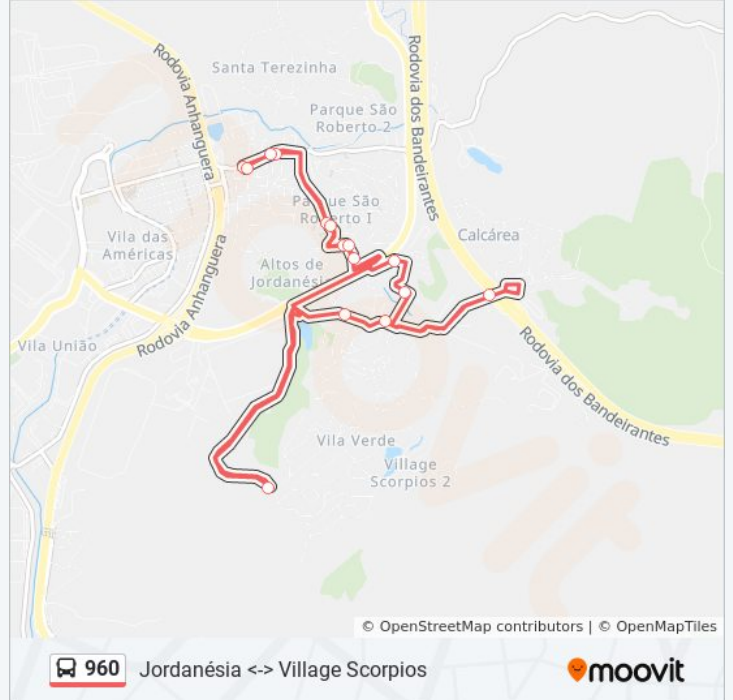 Rodovia Anhanguera
Santa Terezinha
Rodovia dos Bandeirantes
Parque São
Roberto 2
Parque São
Roberto I
Vila das
Américas
Calcárea
Altos de
Jordanési
Rodovia Anhanguera
Vila União
Rodovia dos Bandeirantes
Vila Verde
Village
Scorpios 2
© OpenStreetMap contributors | © OpenMapTiles
960 Jordanésia <-> Village Scorpios
moovit